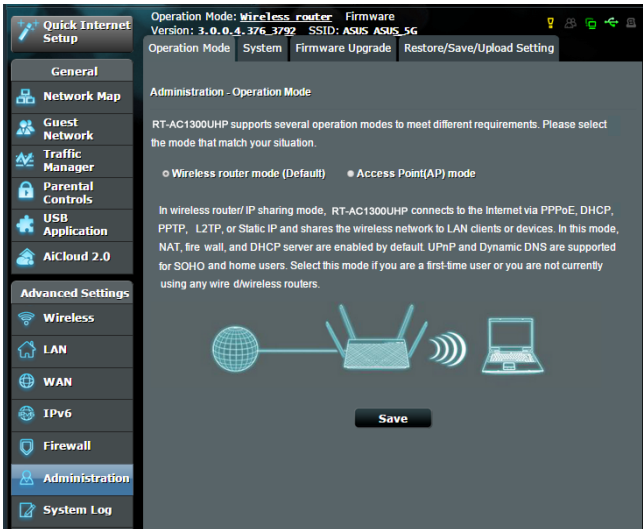 Quick Internet
Setup
General
Network Map
Guest
Network
Traffic
Manager
Parental
Controls
USB
Application
AiCloud 2.0
Advanced Settings
Wireless
LAN
WAN
IPv6
Firewall
Administration
System Log
Operation Mode: Wireless router Firmware
Version: 3.0.0.4.376_3792 SSID: ASUS ASUS_5G
Operation Mode System Firmware Upgrade Restore/Save/Upload Setting
Administration - Operation Mode
RT-AC1300UHP supports several operation modes to meet different requirements. Please select
the mode that match your situation.
Wireless router mode (Default) Access Point(AP) mode
In wireless router/ IP sharing mode, RT-AC1300UHP connects to the Internet via PPPoE, DHCP,
PPTP, L2TP, or Static IP and shares the wireless network to LAN clients or devices. In this mode,
NAT, fire wall, and DHCP server are enabled by default. UPnP and Dynamic DNS are supported
for SOHO and home users. Select this mode if you are a first-time user or you are not currently
using any wire d/wireless routers.
Save